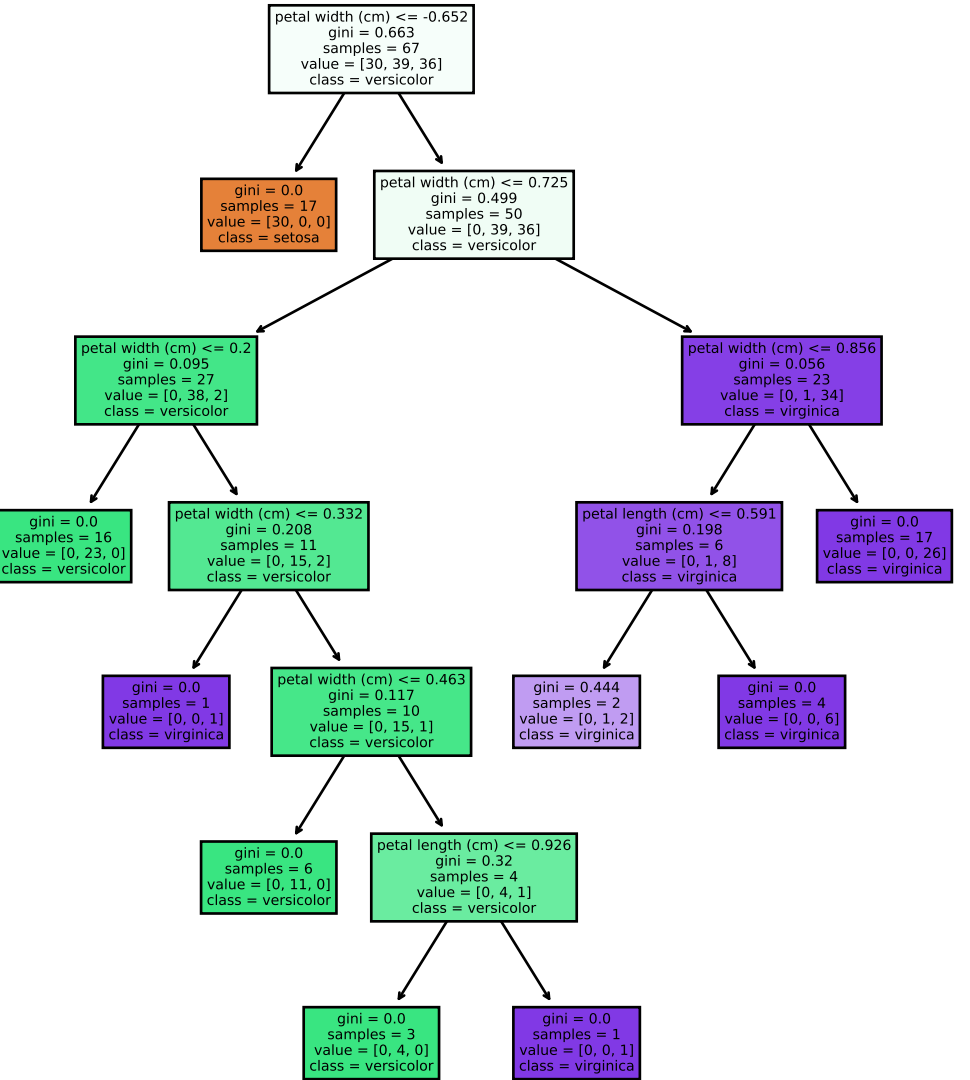 petal width (cm) <= -0.652
gini = 0.663
samples = 67
value = [30, 39, 36]
class = versicolor
gini = 0.0
samples = 17
value = [30, 0, 0]
class = setosa
petal width (cm) <= 0.725
gini = 0.499
samples = 50
value = [0, 39, 36]
class = versicolor
petal width (cm) <= 0.2
gini = 0.095
samples = 27
value = [0, 38, 2]
class = versicolor
petal width (cm) <= 0.856
gini = 0.056
samples = 23
value = [0, 1, 34]
class = virginica
gini = 0.0
samples = 16
value = [0, 23, 0]
class = versicolor
petal width (cm) <= 0.332
gini = 0.208
samples = 11
value = [0, 15, 2]
class = versicolor
petal length (cm) <= 0.591
gini = 0.198
samples = 6
value = [0, 1, 8]
class = virginica
gini = 0.0
samples = 17
value = [0, 0, 26]
class = virginica
gini = 0.0
samples = 1
value = [0, 0, 1]
class = virginica
petal width (cm) <= 0.463
gini = 0.117
samples = 10
value = [0, 15, 1]
class = versicolor
gini = 0.444
samples = 2
value = [0, 1, 2]
class = virginica
gini = 0.0
samples = 4
value = [0, 0, 6]
class = virginica
gini = 0.0
samples = 6
value = [0, 11, 0]
class = versicolor
petal length (cm) <= 0.926
gini = 0.32
samples = 4
value = [0, 4, 1]
class = versicolor
gini = 0.0
samples = 3
value = [0, 4, 0]
class = versicolor
gini = 0.0
samples = 1
value = [0, 0, 1]
class = virginica